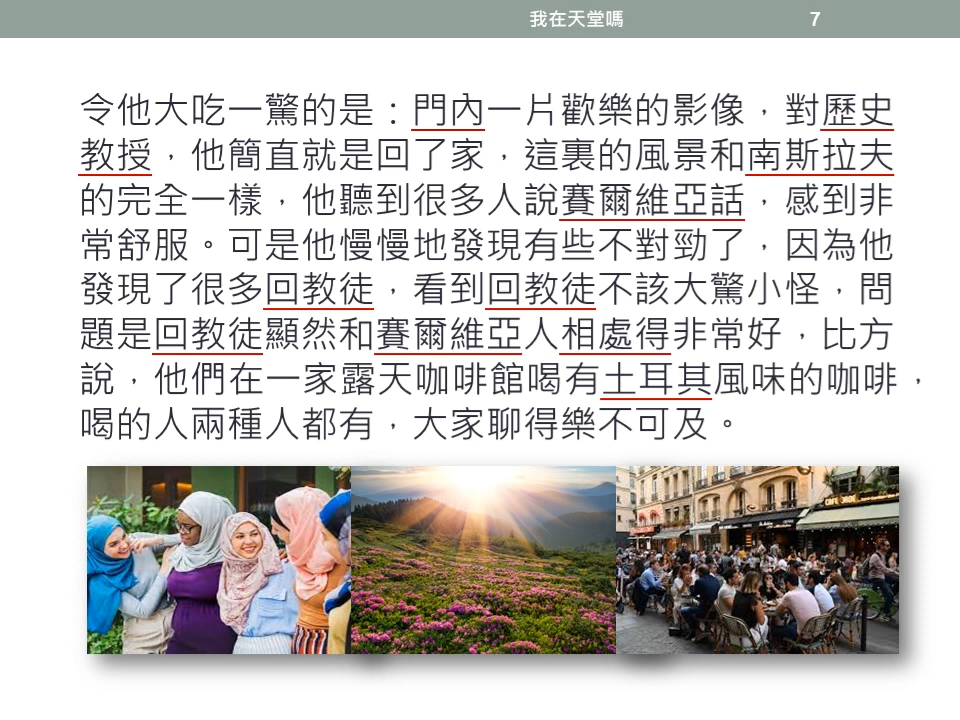 我在天堂嗎
7
令他大吃一驚的是：門內一片歡樂的影像，對歷史
教授，他簡直就是回了家，這裏的風景和南斯拉夫
的完全一樣，他聽到很多人說賽爾維亞話，感到非
常舒服。可是他慢慢地發現有些不對勁了，因為他
發現了很多回教徒，看到回教徒不該大驚小怪，問
題是回教徒顯然和賽爾維亞人相處得非常好，比方
說，他們在一家露天咖啡館喝有土耳其風味的咖啡，
喝的人兩種人都有，大家聊得樂不可及。